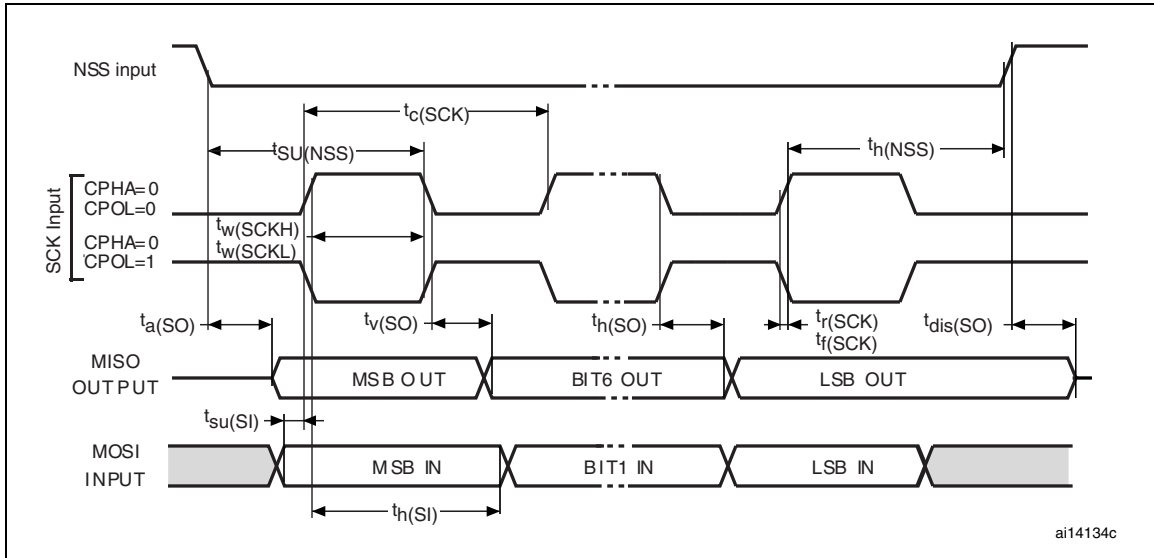 NSS input
tc(SCK)
tSU(NSS)
th(NSS)
SCK Input
CPHA=0
CPOL=0
tw(SCKH)
tw(SCKL)
CPHA=0
CPOL=1
ta(SO)
tv(SO)
th(SO)
tr(SCK)
tf(SCK)
tdis(SO)
MISO
OUTPUT
MSB OUT
BIT6 OUT
LSB OUT
tsu(SI)
MOSI
INPUT
MSB IN
BIT1 IN
LSB IN
th(SI)
ai14134c